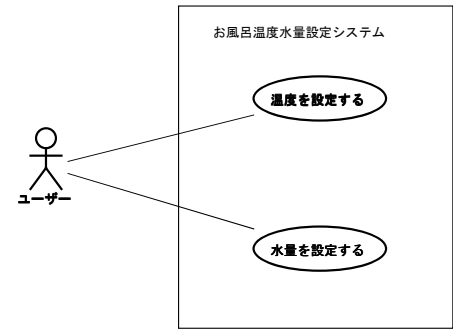 お風呂温度水量設定システム
温度を設定する
ユーザー
水量を設定する